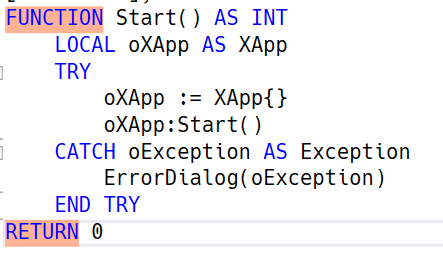 FUNCTION Start() AS INT
    LOCAL oXApp AS XApp
    TRY
        oXApp := XApp{}
        oXApp:Start()
    CATCH oException AS Exception
        ErrorDialog(oException)
    END TRY
RETURN 0